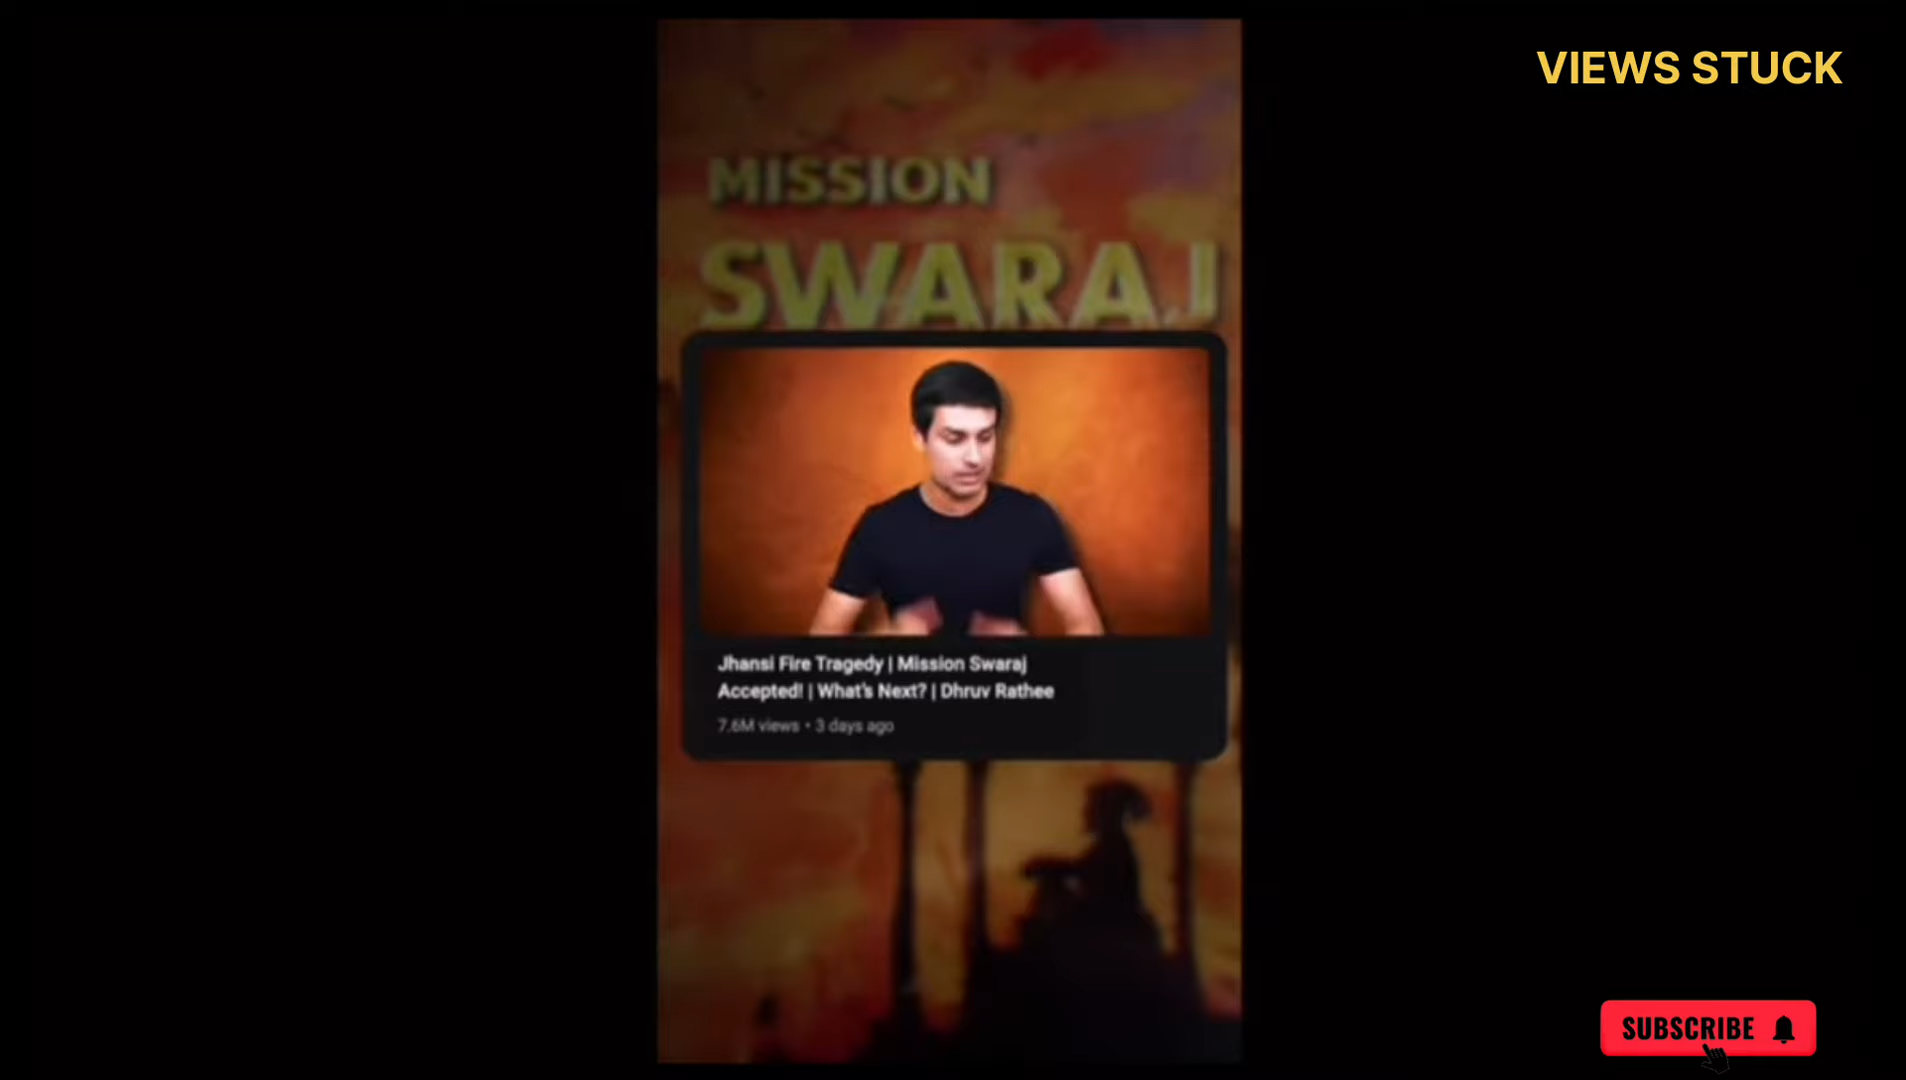 VIEWS STUCK
MISSION
SWARAJ
Jhansi Fire Tragedy | Mission Swaraj
Accepted! | What's Next? | Dhruv Rathee
7.6M views • 3 days ago
SUBSCRIBE